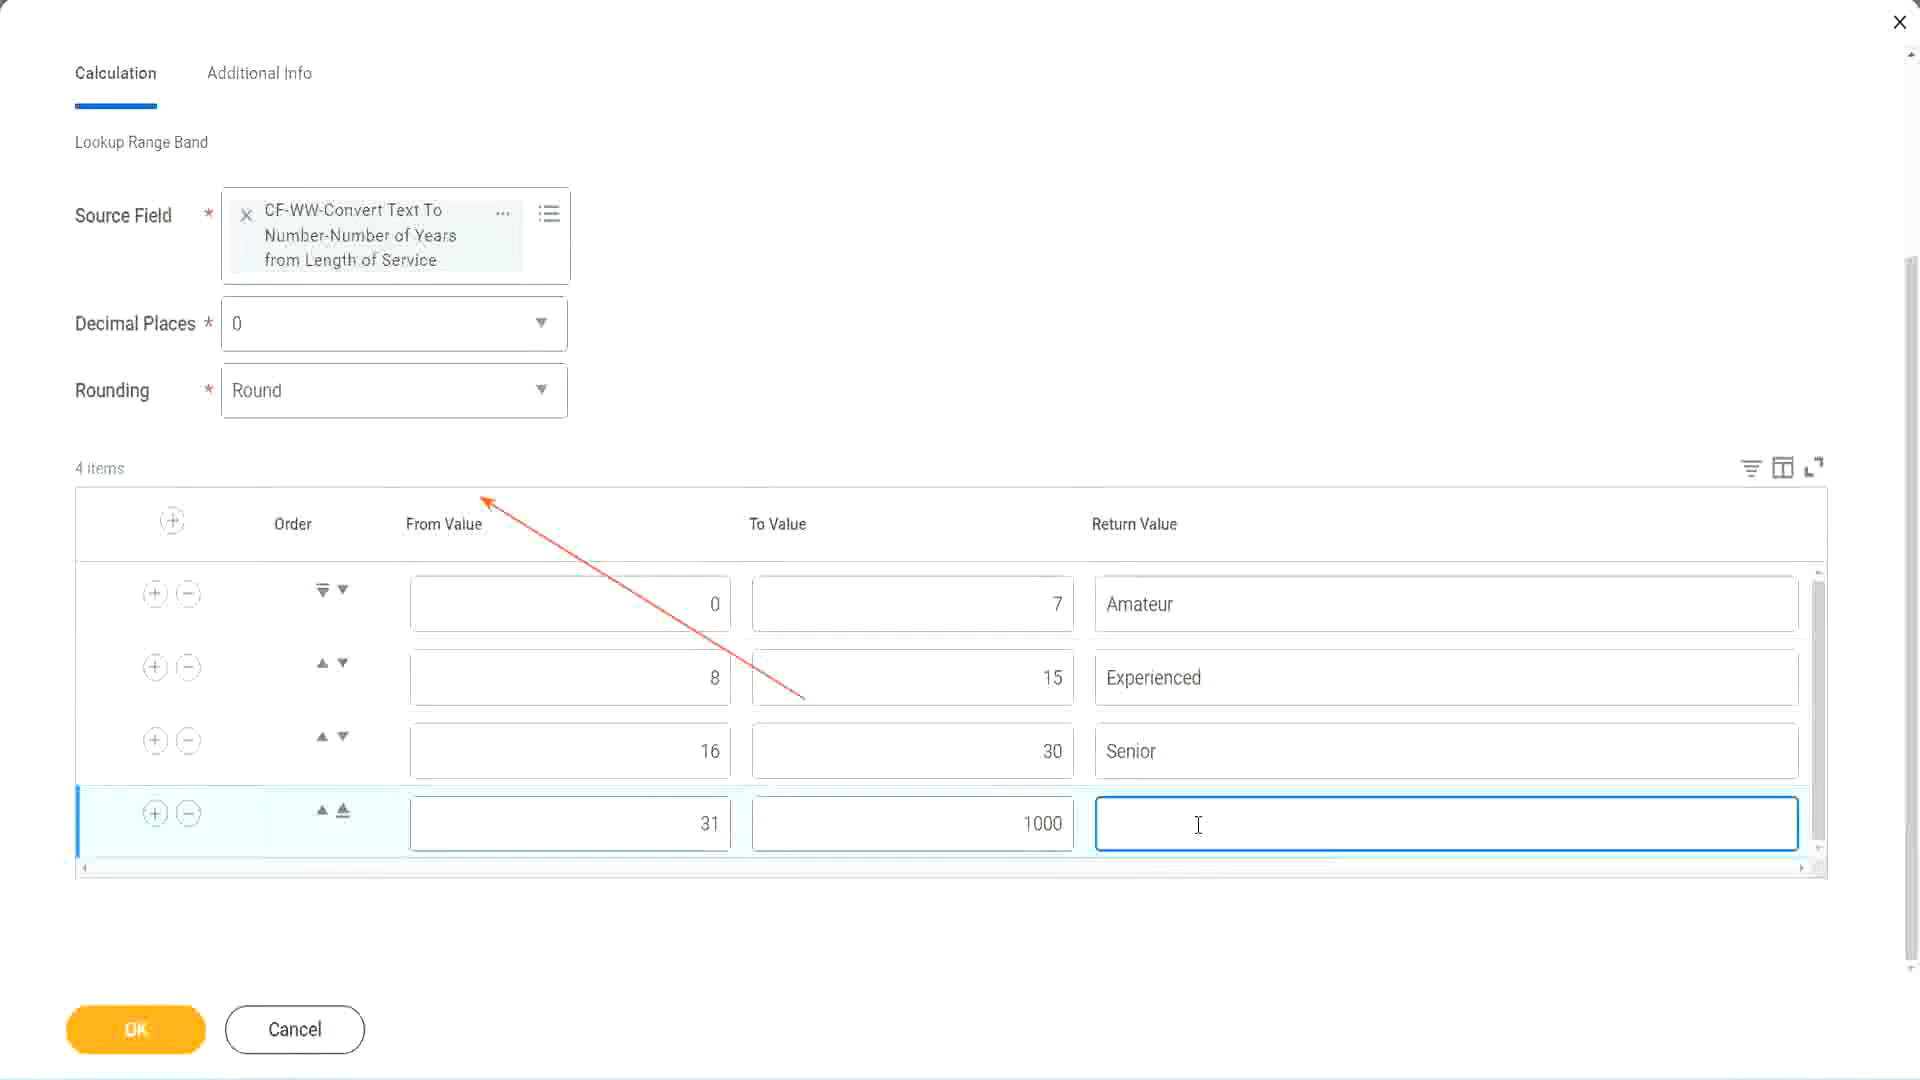 Calculation Additional Info
Lookup Range Band
Source Field * CF-WW-Convert Text To
Number-Number of Years
from Length of Service
Decimal Places * 0
Rounding * Round
4 items
Order From Value To Value Return Value
0 7 Amateur
8 15 Experienced
16 30 Senior
31 1000
OK Cancel